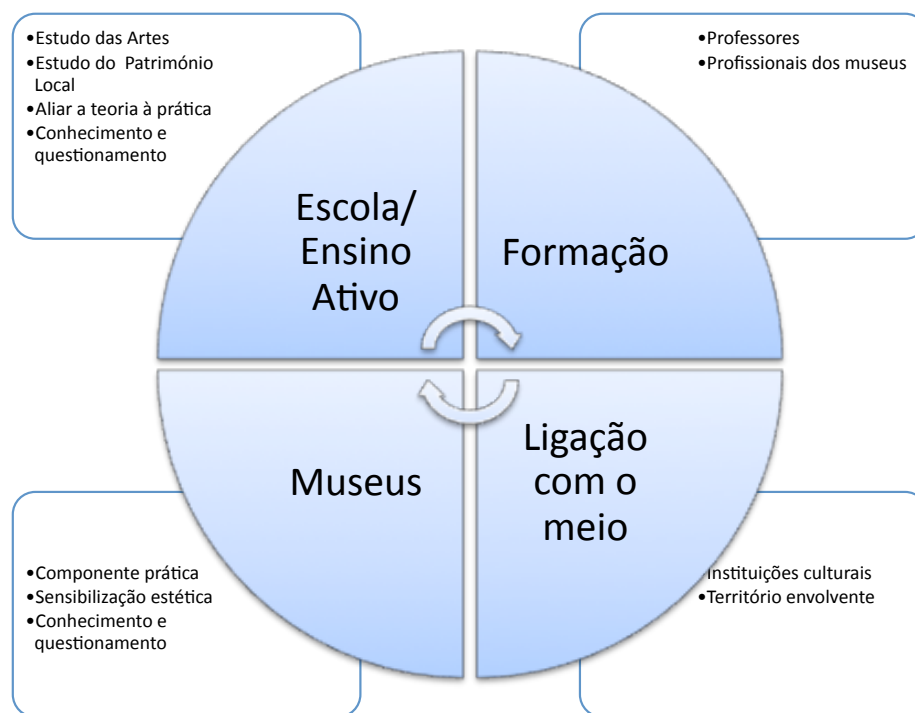 •Estudo das Artes
•Estudo do Património
Local
•Aliar a teoria à prática
•Conhecimento e
questionamento
•Professores
•Profissionais dos museus
Escola/
Ensino
Ativo
Formação
Museus
Ligação
com o
meio
•Componente prática
•Sensibilização estética
•Conhecimento e
questionamento
•Instituições culturais
•Território envolvente